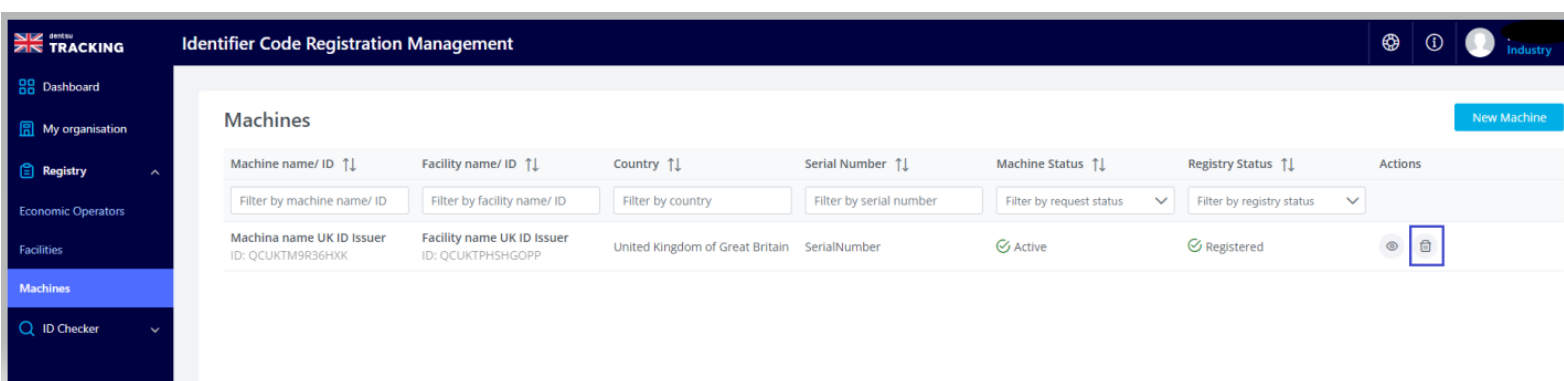 dentsu
TRACKING
Identifier Code Registration Management
Industry
Dashboard
My organisation
Registry
Economic Operators
Facilities
Machines
ID Checker
Machines
New Machine
Machine name/ ID Facility name/ ID Country Serial Number Machine Status Registry Status Actions
Filter by machine name/ ID Filter by facility name/ ID Filter by country Filter by serial number Filter by request status Filter by registry status
Machina name UK ID Issuer Facility name UK ID Issuer United Kingdom of Great Britain SerialNumber Active Registered
ID: QCUKTM9R36HXK ID: QCUKTPHSHGOPP